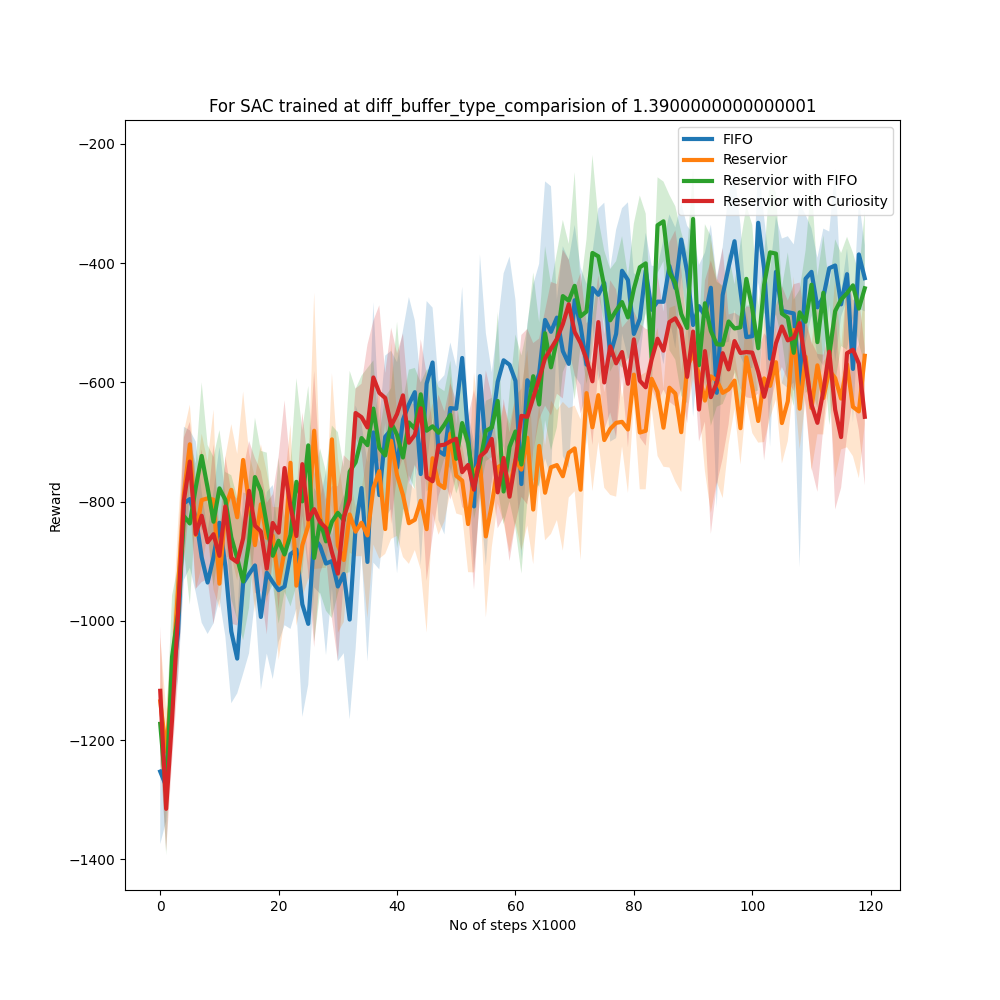 For SAC trained at diff_buffer_type_comparision of 1.3900000000000001
FIFO
Reservior
Reservior with FIFO
Reservior with Curiosity
−200
−400
−600
−800
−1000
−1200
−1400
Reward
0 20 40 60 80 100 120
No of steps X1000